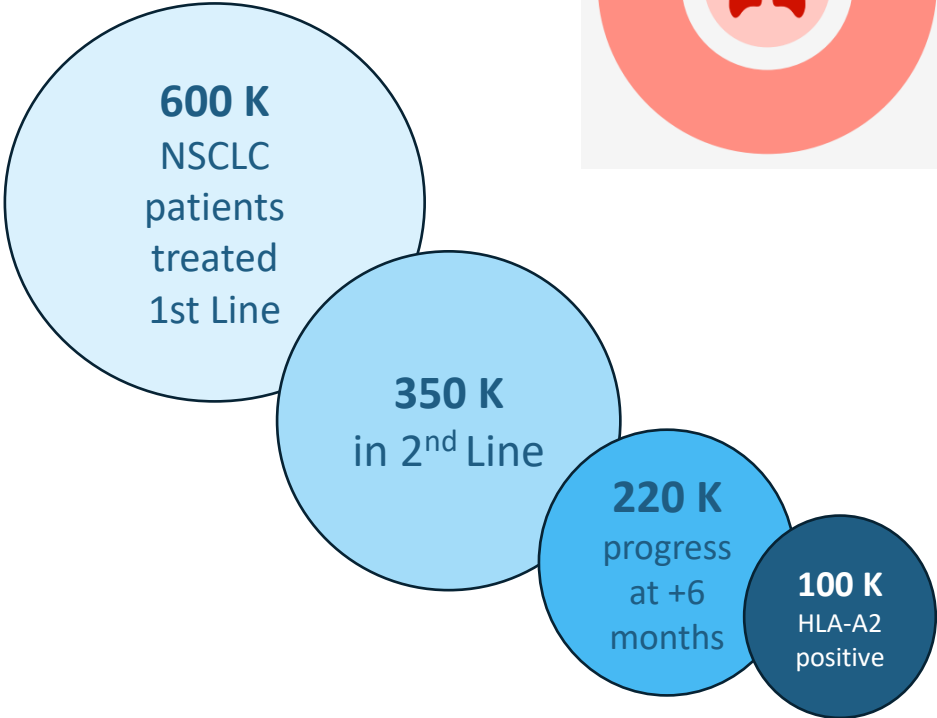 600 K
NSCLC
patients
treated
1st Line
350 K
in 2nd Line
220 K
progress
at +6
months
100 K
HLA-A2
positive